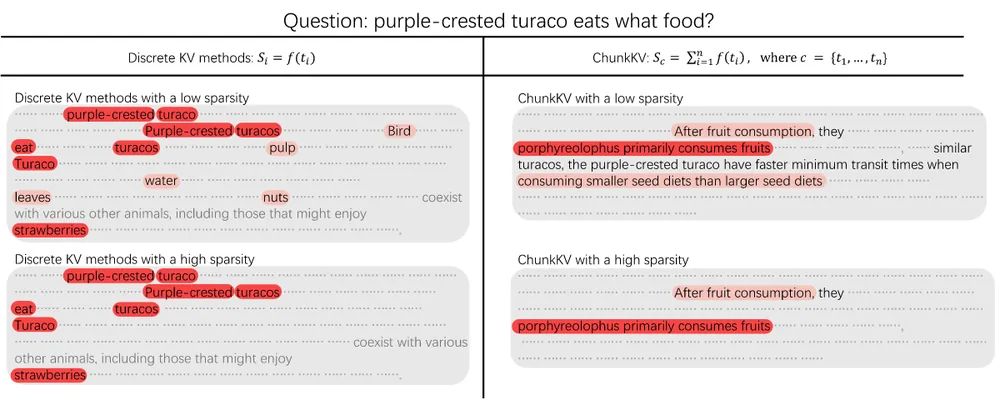 Question: purple-crested turaco eats what food?
Discrete KV methods: Sᵢ = f(tᵢ)
ChunkKV: S_c = ∑ⁿᵢ₌₁ f(tᵢ) , where c = {t₁, …, tₙ}
Discrete KV methods with a low sparsity
purple-crested turaco
Purple-crested turacos Bird
eat turacos pulp
Turaco
water
leaves nuts coexist
with various other animals, including those that might enjoy
strawberries .
Discrete KV methods with a high sparsity
purple-crested turaco
Purple-crested turacos
eat turacos
Turaco
coexist with various
other animals, including those that might enjoy
strawberries .
ChunkKV with a low sparsity
After fruit consumption, they
porphyreolophus primarily consumes fruits , similar
turacos, the purple-crested turaco have faster minimum transit times when
consuming smaller seed diets than larger seed diets
ChunkKV with a high sparsity
After fruit consumption, they
porphyreolophus primarily consumes fruits ,